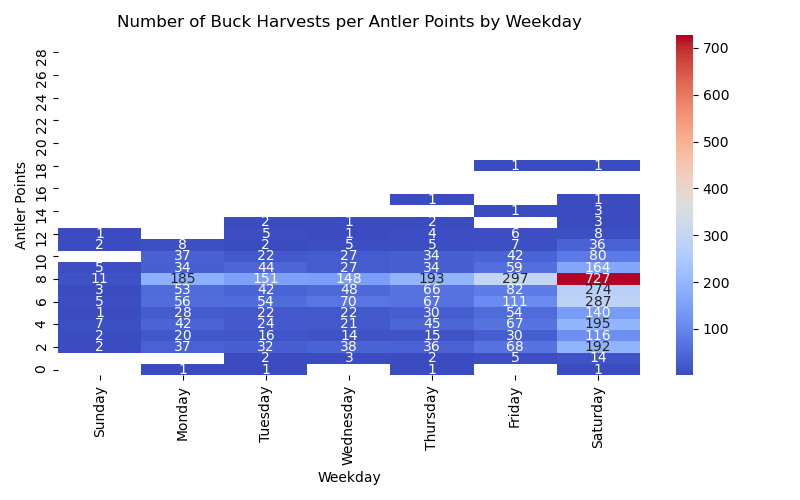 Number of Buck Harvests per Antler Points by Weekday
Antler Points
28
26
24
22
20
18 1 1
16
1 1
14 1 3
2 1 2 3
12 1 5 1 4 6 8
2 8 2 5 5 7 36
10 37 22 27 34 42 80
5 34 44 27 34 59 164
8 11 185 151 148 193 297 727
3 53 42 48 66 82 274
6 5 56 54 70 67 111 287
1 28 22 22 30 54 140
4 7 42 24 21 45 67 195
2 20 16 14 15 30 116
2 2 37 32 38 36 68 192
2 3 2 5 14
0 1 1 1 1
Sunday
Monday
Tuesday
Wednesday
Thursday
Friday
Saturday
Weekday
700
600
500
400
300
200
100